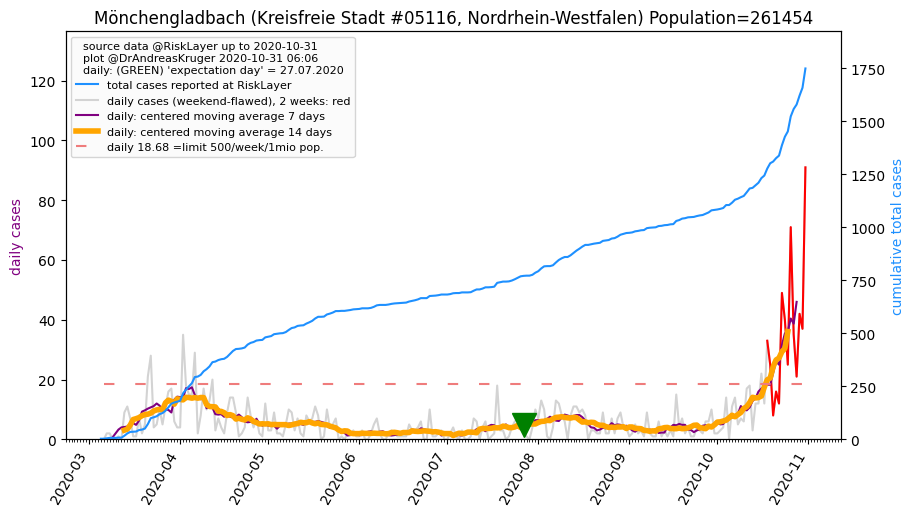 Mönchengladbach (Kreisfreie Stadt #05116, Nordrhein-Westfalen) Population=261454
source data @RiskLayer up to 2020-10-31
plot @DrAndreasKruger 2020-10-31 06:06
daily: (GREEN) 'expectation day' = 27.07.2020
total cases reported at RiskLayer
daily cases (weekend-flawed), 2 weeks: red
daily: centered moving average 7 days
daily: centered moving average 14 days
daily 18.68 =limit 500/week/1mio pop.
daily cases
120
100
80
60
40
20
0
cumulative total cases
1750
1500
1250
1000
750
500
250
0
2020-03
2020-04
2020-05
2020-06
2020-07
2020-08
2020-09
2020-10
2020-11